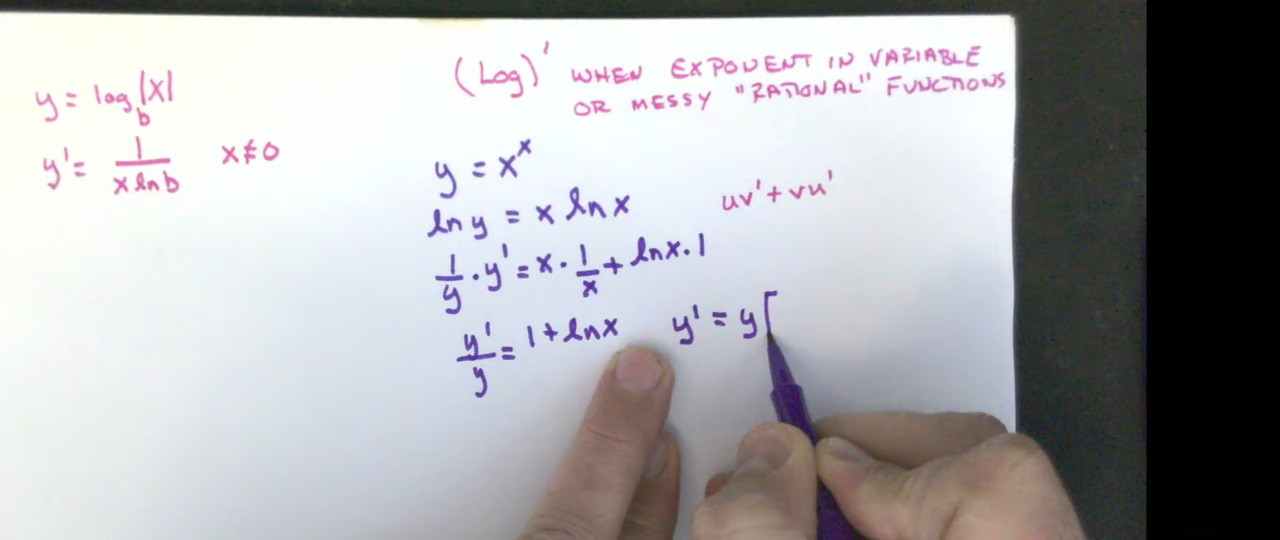 y = log_b |x|
y' = 1/(x ln b) x ≠ 0
(Log)' WHEN EXPONENT IN VARIABLE
OR MESSY "RATIONAL" FUNCTIONS
y = x^x
ln y = x ln x
uv' + vu'
1/y · y' = x · 1/x + ln x · 1
y'/y = 1 + ln x
y' = y[